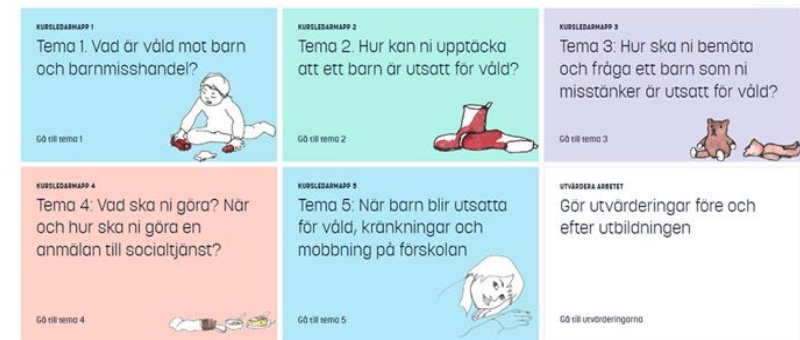 KURSLEDARMAPP 1
Tema 1. Vad är våld mot barn
och barnmisshandel?
Gå till tema 1
KURSLEDARMAPP 2
Tema 2. Hur kan ni upptäcka
att ett barn är utsatt för våld?
Gå till tema 2
KURSLEDARMAPP 3
Tema 3: Hur ska ni bemöta
och fråga ett barn som ni
misstänker är utsatt för våld?
Gå till tema 3
KURSLEDARMAPP 4
Tema 4: Vad ska ni göra? När
och hur ska ni göra en
anmälan till socialtjänst?
Gå till tema 4
KURSLEDARMAPP 5
Tema 5: När barn blir utsatta
för våld, kränkningar och
mobbning på förskolan
Gå till tema 5
UTVÄRDERA ARBETET
Gör utvärderingar före och
efter utbildningen
Gå till utvärderingarna